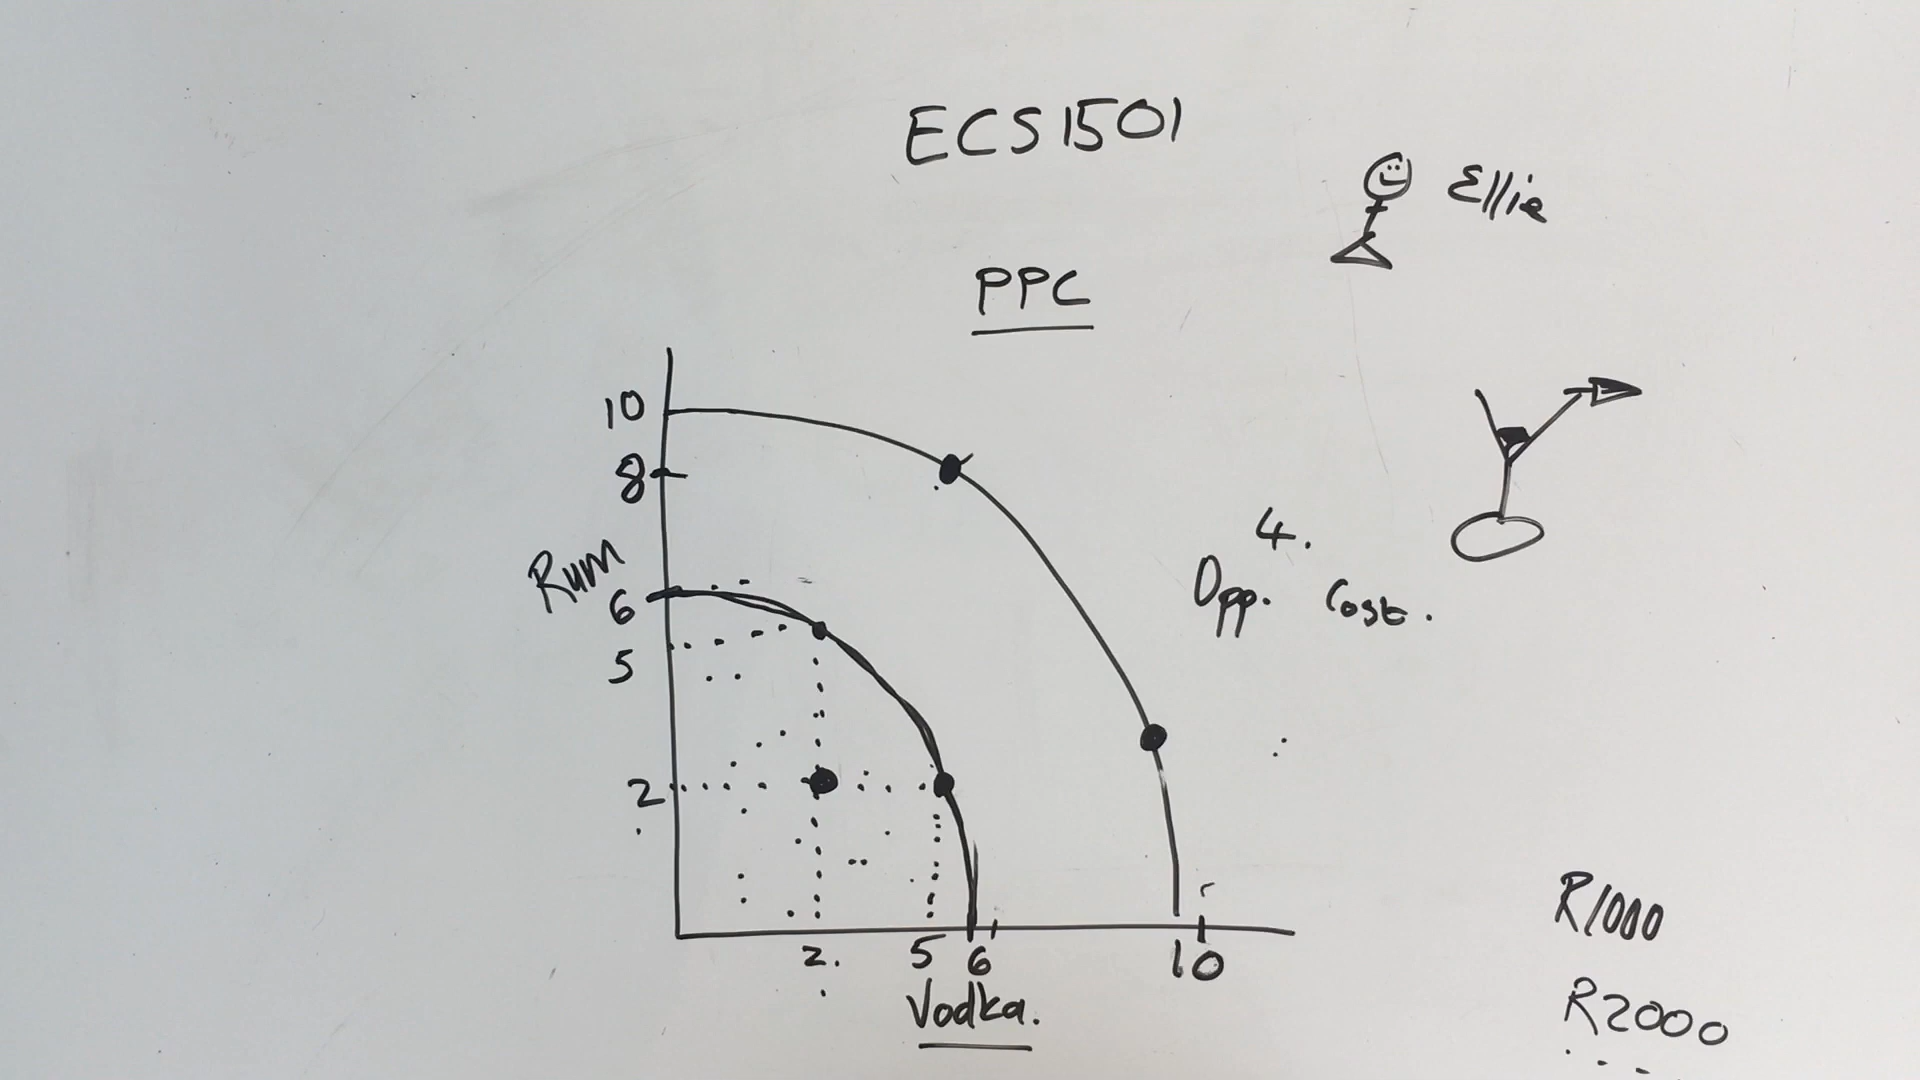 ECS1501
Ellie
PPC
10
8
Rum
6
5
2
4.
Opp. Cost.
2.
5
6
10
Vodka.
R1000
R2000